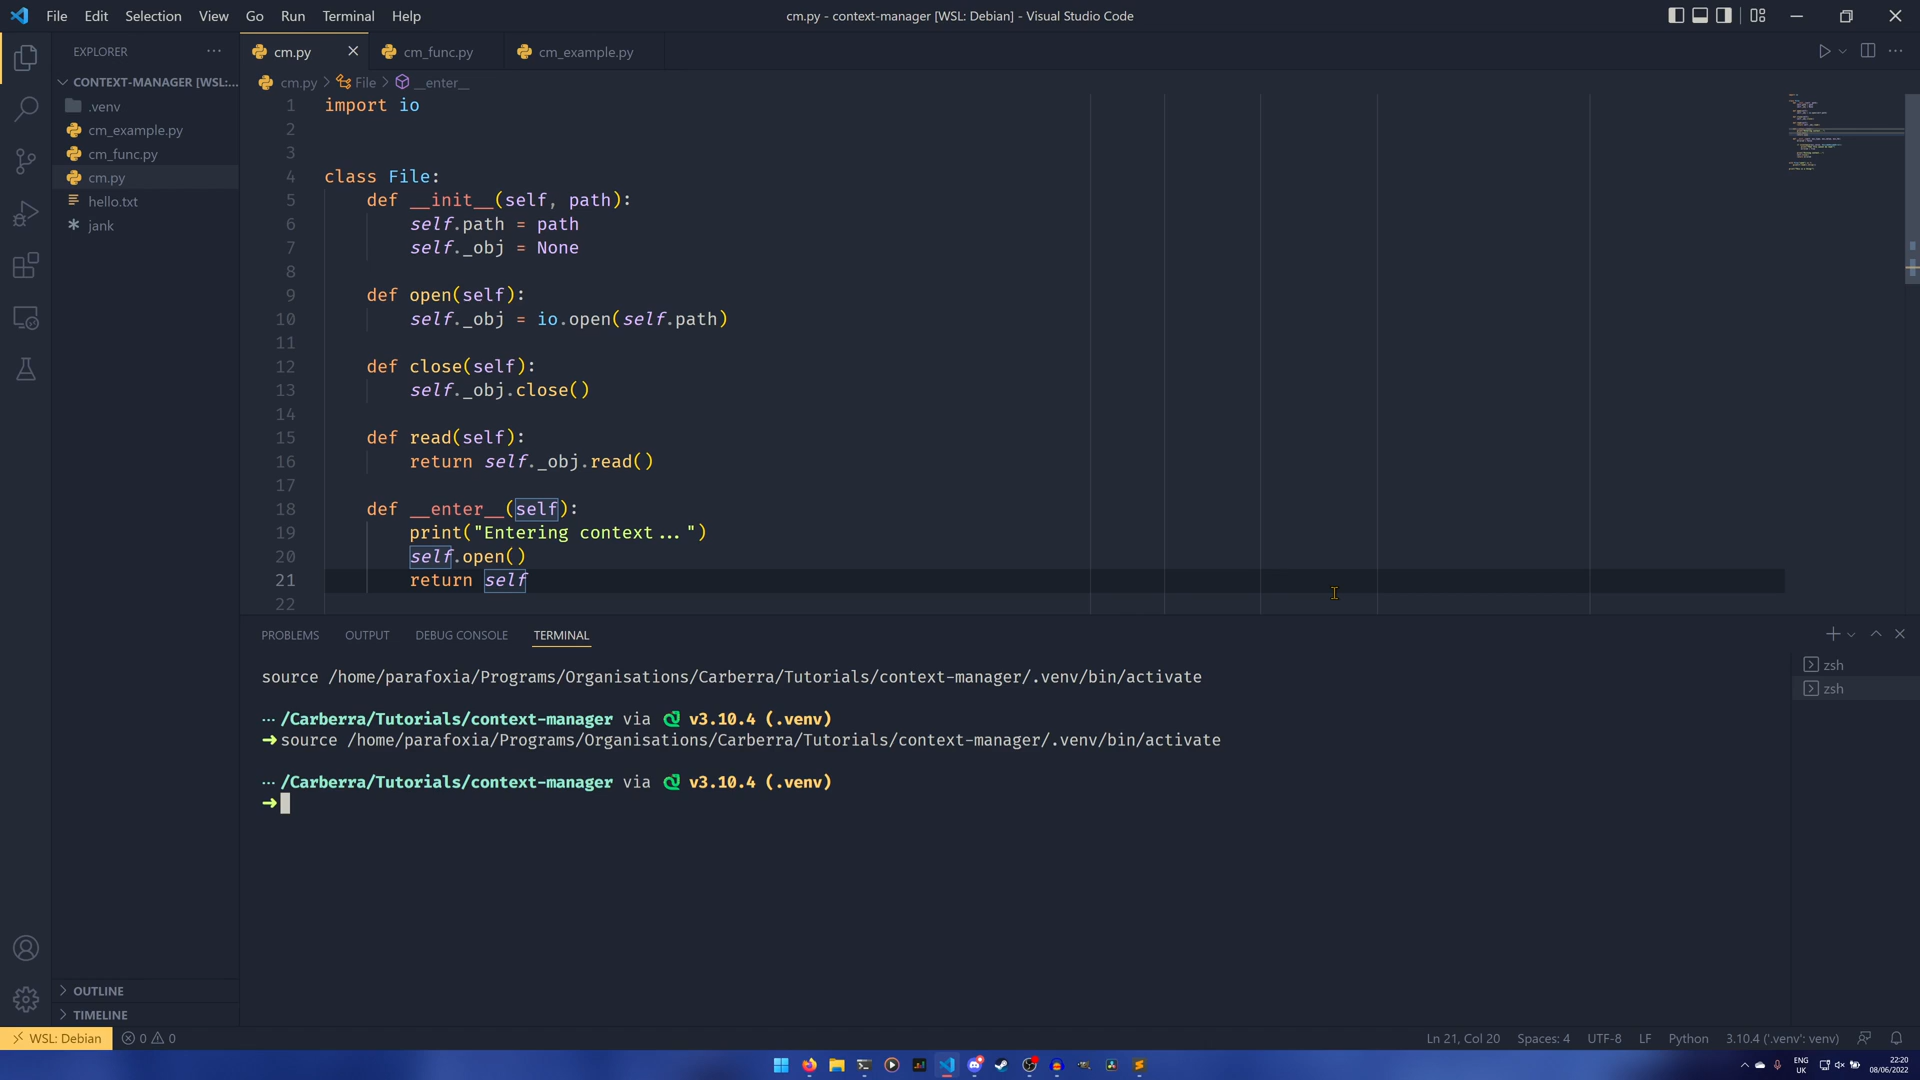 File Edit Selection View Go Run Terminal Help
cm.py - context-manager [WSL: Debian] - Visual Studio Code
EXPLORER
CONTEXT-MANAGER [WSL:...
.venv
cm_example.py
cm_func.py
cm.py
hello.txt
jank
OUTLINE
TIMELINE
cm.py cm_func.py cm_example.py
cm.py > File > __enter__
1 import io
2
3
4 class File:
5 def __init__(self, path):
6 self.path = path
7 self._obj = None
8
9 def open(self):
10 self._obj = io.open(self.path)
11
12 def close(self):
13 self._obj.close()
14
15 def read(self):
16 return self._obj.read()
17
18 def __enter__(self):
19 print("Entering context...")
20 self.open()
21 return self
22
PROBLEMS OUTPUT DEBUG CONSOLE TERMINAL
source /home/parafoxia/Programs/Organisations/Carberra/Tutorials/context-manager/.venv/bin/activate
··· /Carberra/Tutorials/context-manager via v3.10.4 (.venv)
➜ source /home/parafoxia/Programs/Organisations/Carberra/Tutorials/context-manager/.venv/bin/activate
··· /Carberra/Tutorials/context-manager via v3.10.4 (.venv)
➜
zsh
zsh
WSL: Debian 0 0
Ln 21, Col 20 Spaces: 4 UTF-8 LF Python 3.10.4 ('.venv': venv)
ENG
UK
22:20
08/06/2022